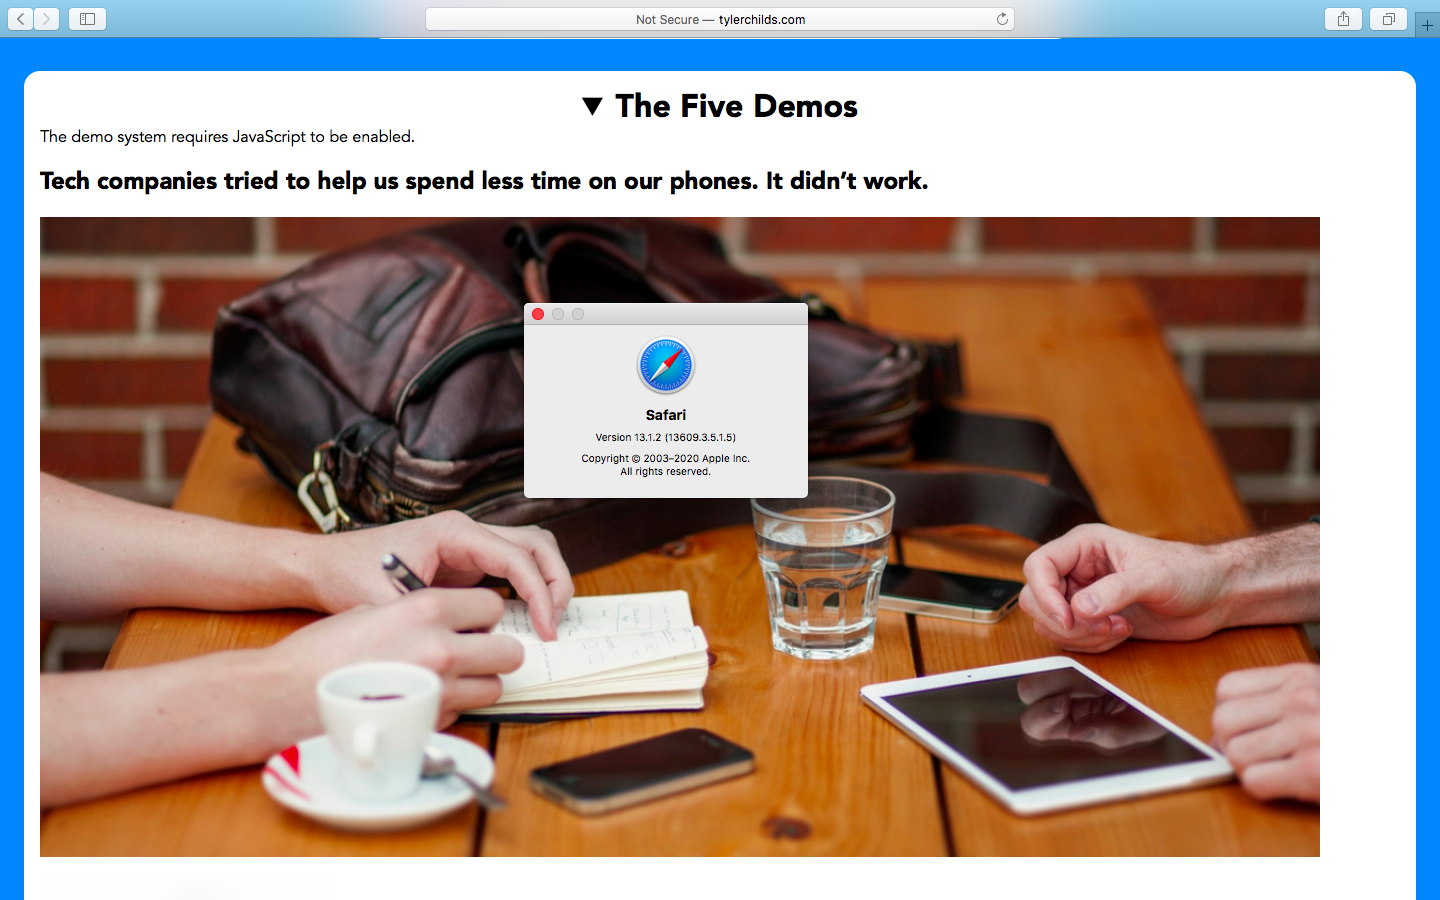 Not Secure — tylerchilds.com
▼ The Five Demos
The demo system requires JavaScript to be enabled.
Tech companies tried to help us spend less time on our phones. It didn’t work.
Safari
Version 13.1.2 (13609.3.5.1.5)
Copyright © 2003–2020 Apple Inc.
All rights reserved.